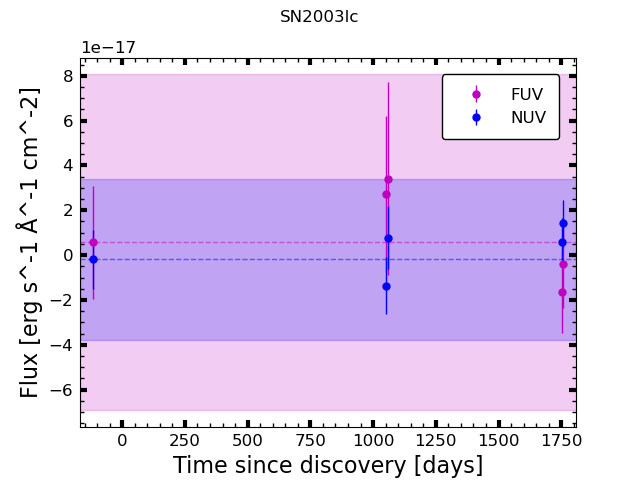 SN2003lc
1e−17
8
6
4
2
0
−2
−4
−6
Flux [erg s^-1 Å^-1 cm^-2]
FUV
NUV
0 250 500 750 1000 1250 1500 1750
Time since discovery [days]